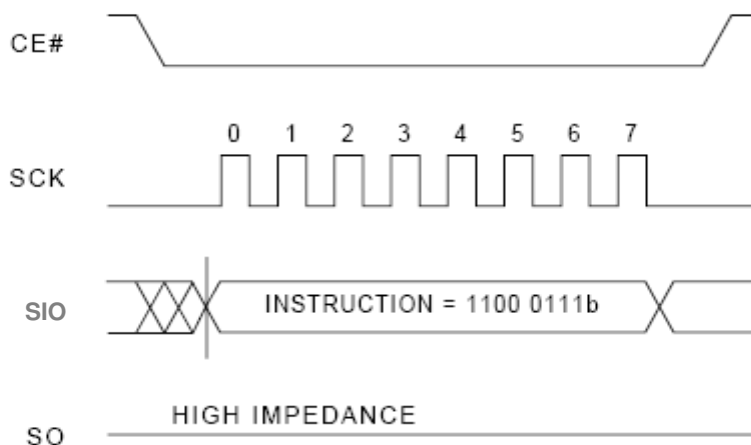 CE#
0 1 2 3 4 5 6 7
SCK
SIO
INSTRUCTION = 1100 0111b
HIGH IMPEDANCE
SO